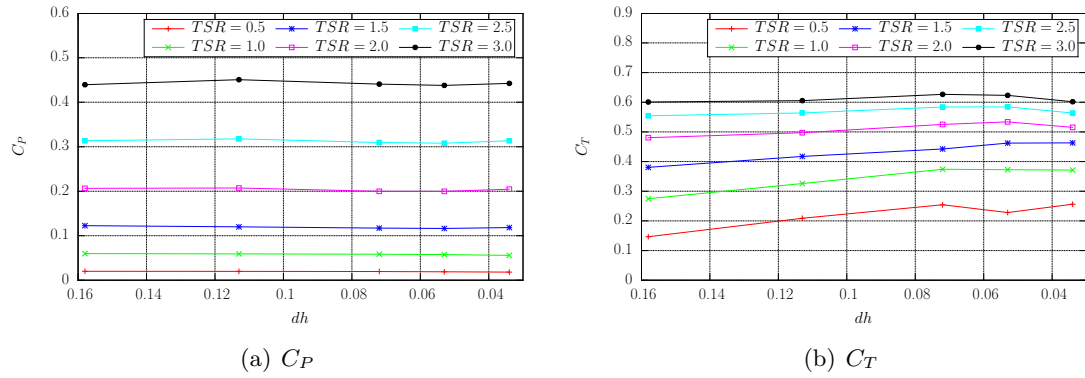 TSR = 0.5 TSR = 1.5 TSR = 2.5
TSR = 1.0 TSR = 2.0 TSR = 3.0
0.6
0.5
0.4
0.3
0.2
0.1
0
C_P
0.16 0.14 0.12 0.1 0.08 0.06 0.04
dh
(a) C_P
TSR = 0.5 TSR = 1.5 TSR = 2.5
TSR = 1.0 TSR = 2.0 TSR = 3.0
0.9
0.8
0.7
0.6
0.5
0.4
0.3
0.2
0.1
0
C_T
0.16 0.14 0.12 0.1 0.08 0.06 0.04
dh
(b) C_T